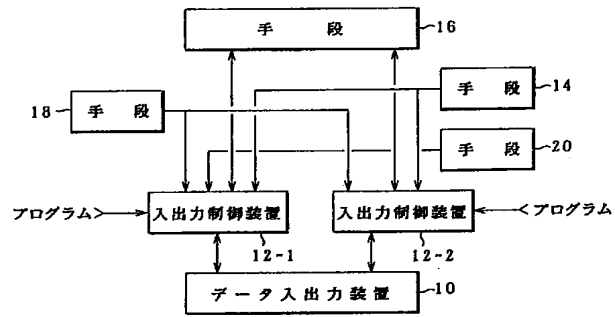 手段
16
18
手段
手段
14
手段
20
プログラム
入出力制御装置
入出力制御装置
プログラム
12-1
12-2
データ入出力装置
10